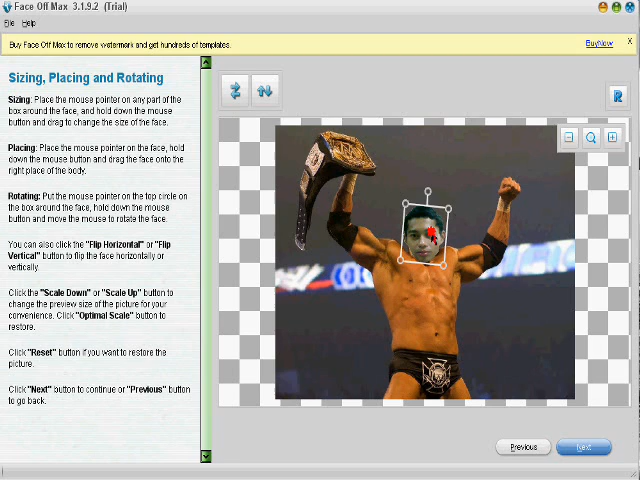 Face Off Max 3.1.9.2 (Trial)
File Help
Buy Face Off Max to remove watermark and get hundreds of templates.
BuyNow
X
Sizing, Placing and Rotating
Sizing: Place the mouse pointer on any part of the
box around the face, and hold down the mouse
button and drag to change the size of the face.
Placing: Place the mouse pointer on the face, hold
down the mouse button and drag the face onto the
right place of the body.
Rotating: Put the mouse pointer on the top circle on
the box around the face, hold down the mouse
button and move the mouse to rotate the face.
You can also click the "Flip Horizontal" or "Flip
Vertical" button to flip the face horizontally or
vertically.
Click the "Scale Down" or "Scale Up" button to
change the preview size of the picture for your
convenience. Click "Optimal Scale" button to
restore.
Click "Reset" button if you want to restore the
picture.
Click "Next" button to continue or "Previous" button
to go back.
R
Previous
Next